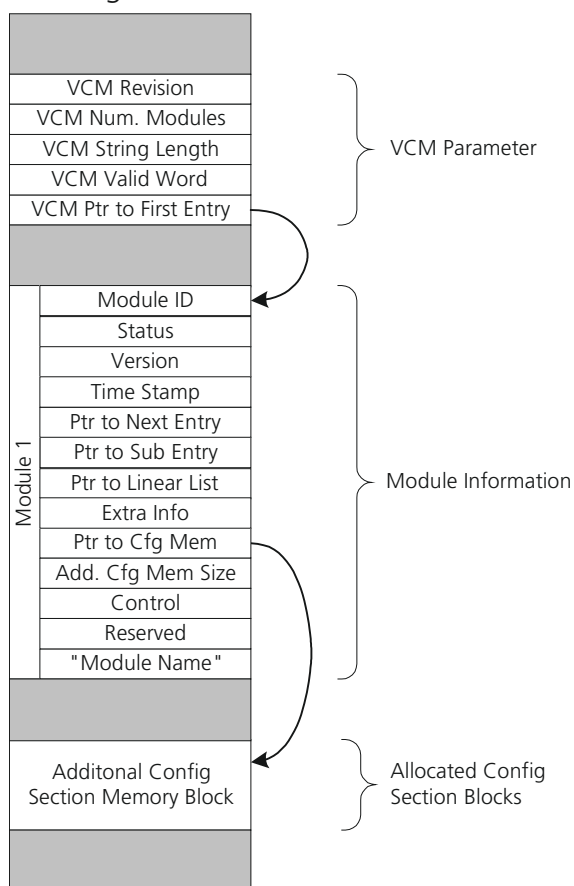 VCM Revision
VCM Num. Modules
VCM String Length
VCM Valid Word
VCM Ptr to First Entry
VCM Parameter
Module 1
Module ID
Status
Version
Time Stamp
Ptr to Next Entry
Ptr to Sub Entry
Ptr to Linear List
Extra Info
Ptr to Cfg Mem
Add. Cfg Mem Size
Control
Reserved
"Module Name"
Module Information
Additonal Config
Section Memory Block
Allocated Config
Section Blocks